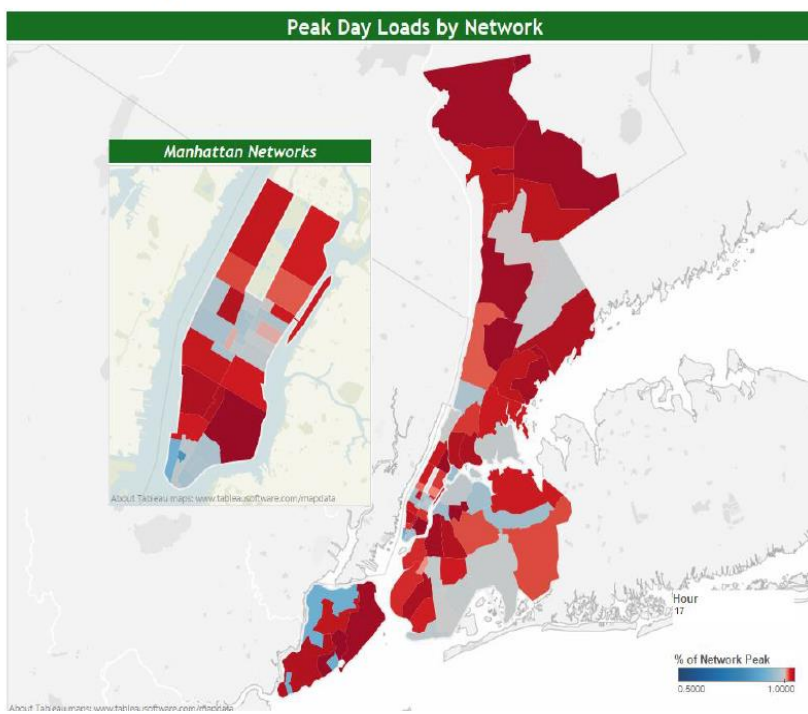 Peak Day Loads by Network
Manhattan Networks
About Tableau maps: www.tableausoftware.com/mapdata
Hour
17
% of Network Peak
0.5000 1.0000
About Tableau maps: www.tableausoftware.com/mapdata